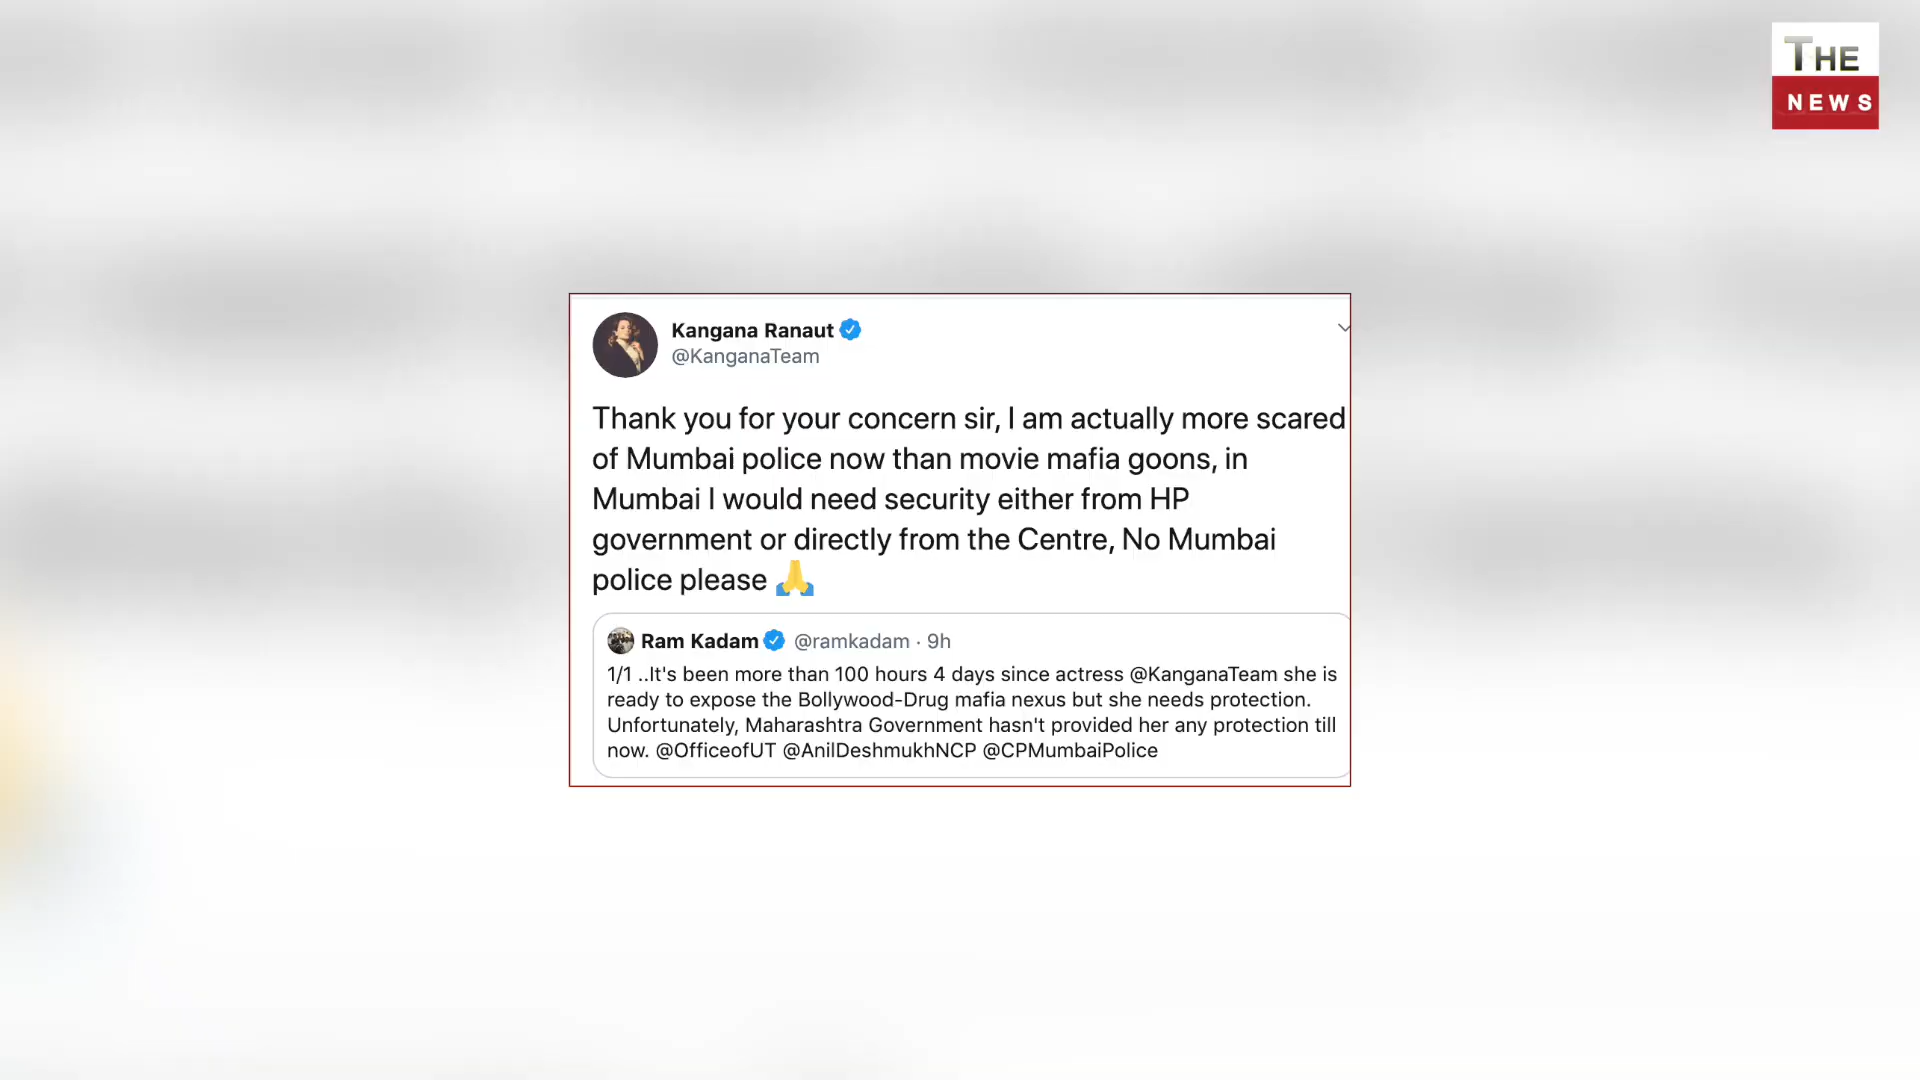 THE
NEWS
Kangana Ranaut
@KanganaTeam
Thank you for your concern sir, I am actually more scared
of Mumbai police now than movie mafia goons, in
Mumbai I would need security either from HP
government or directly from the Centre, No Mumbai
police please 🙏
Ram Kadam @ramkadam · 9h
1/1 ..It's been more than 100 hours 4 days since actress @KanganaTeam she is
ready to expose the Bollywood-Drug mafia nexus but she needs protection.
Unfortunately, Maharashtra Government hasn't provided her any protection till
now. @OfficeofUT @AnilDeshmukhNCP @CPMumbaiPolice